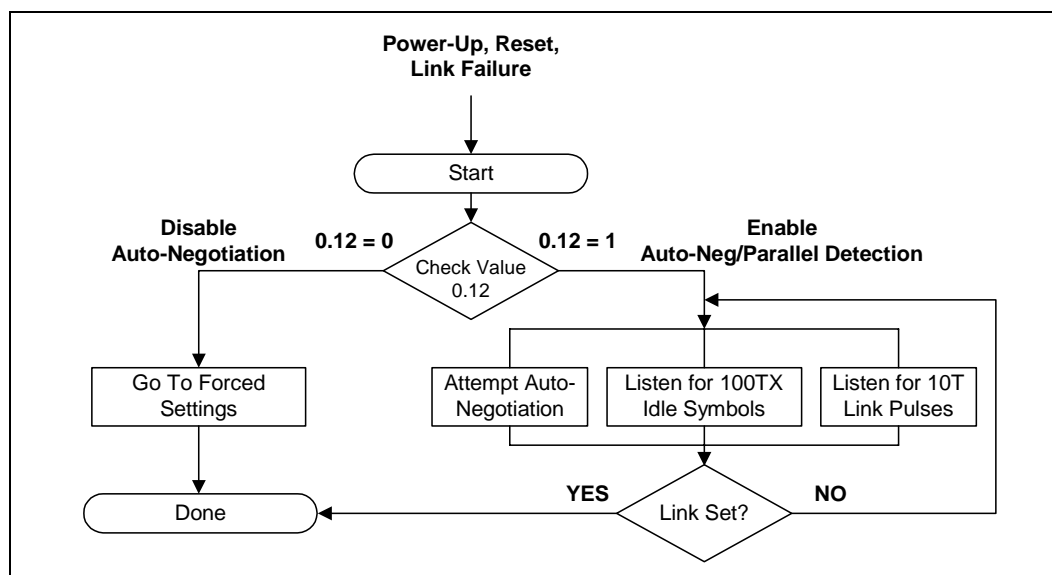 Power-Up, Reset,
Link Failure
Start
Disable
Auto-Negotiation
0.12 = 0
0.12 = 1
Enable
Auto-Neg/Parallel Detection
Check Value
0.12
Go To Forced
Settings
Attempt Auto-
Negotiation
Listen for 100TX
Idle Symbols
Listen for 10T
Link Pulses
YES
NO
Done
Link Set?